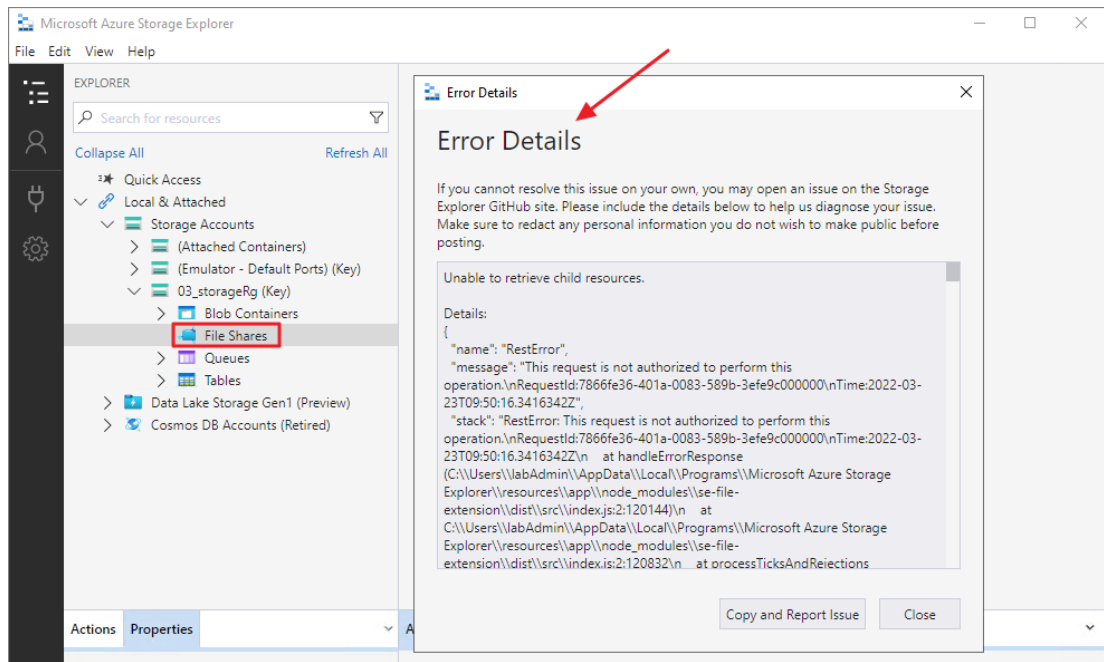 Microsoft Azure Storage Explorer
File Edit View Help
EXPLORER
Search for resources
Collapse All Refresh All
Quick Access
Local & Attached
Storage Accounts
(Attached Containers)
(Emulator - Default Ports) (Key)
03_storageRg (Key)
Blob Containers
File Shares
Queues
Tables
Data Lake Storage Gen1 (Preview)
Cosmos DB Accounts (Retired)
Actions Properties
A
Error Details
Error Details
If you cannot resolve this issue on your own, you may open an issue on the Storage
Explorer GitHub site. Please include the details below to help us diagnose your issue.
Make sure to redact any personal information you do not wish to make public before
posting.
Unable to retrieve child resources.
Details:
{
"name": "RestError",
"message": "This request is not authorized to perform this
operation.\nRequestId:7866fe36-401a-0083-589b-3efe9c000000\nTime:2022-03-
23T09:50:16.3416342Z",
"stack": "RestError: This request is not authorized to perform this
operation.\nRequestId:7866fe36-401a-0083-589b-3efe9c000000\nTime:2022-03-
23T09:50:16.3416342Z\n at handleErrorResponse
(C:\\Users\\labAdmin\\AppData\\Local\\Programs\\Microsoft Azure Storage
Explorer\\resources\\app\\node_modules\\se-file-
extension\\dist\\src\\index.js:2:120144)\n at
C:\\Users\\labAdmin\\AppData\\Local\\Programs\\Microsoft Azure Storage
Explorer\\resources\\app\\node_modules\\se-file-
extension\\dist\\src\\index.js:2:120832\n at processTicksAndRejections
Copy and Report Issue Close